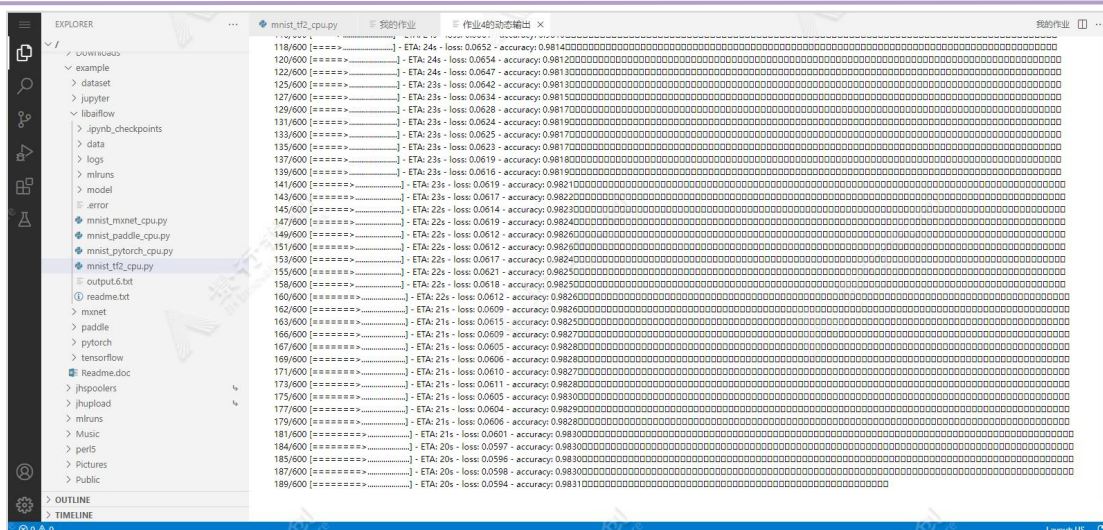 EXPLORER
mnist_tf2_cpu.py
我的作业
作业4的动态输出
我的作业
/
Downloads
example
dataset
jupyter
libaiflow
.ipynb_checkpoints
data
logs
mlruns
model
.error
mnist_mxnet_cpu.py
mnist_paddle_cpu.py
mnist_pytorch_cpu.py
mnist_tf2_cpu.py
output.6.txt
readme.txt
mxnet
paddle
pytorch
tensorflow
Readme.doc
jhspoolers
jhupload
mlruns
Music
perl5
Pictures
Public
OUTLINE
TIMELINE
118/600 [====>....................] - ETA: 24s - loss: 0.0652 - accuracy: 0.9814
120/600 [=====>....................] - ETA: 24s - loss: 0.0654 - accuracy: 0.9812
122/600 [=====>....................] - ETA: 24s - loss: 0.0647 - accuracy: 0.9813
125/600 [=====>....................] - ETA: 23s - loss: 0.0642 - accuracy: 0.9813
127/600 [=====>....................] - ETA: 23s - loss: 0.0634 - accuracy: 0.9815
129/600 [=====>....................] - ETA: 23s - loss: 0.0628 - accuracy: 0.9817
131/600 [=====>....................] - ETA: 23s - loss: 0.0624 - accuracy: 0.9819
133/600 [=====>....................] - ETA: 23s - loss: 0.0625 - accuracy: 0.9817
135/600 [=====>....................] - ETA: 23s - loss: 0.0623 - accuracy: 0.9817
137/600 [=====>....................] - ETA: 23s - loss: 0.0619 - accuracy: 0.9818
139/600 [=====>....................] - ETA: 23s - loss: 0.0616 - accuracy: 0.9819
141/600 [======>....................] - ETA: 23s - loss: 0.0619 - accuracy: 0.9821
143/600 [======>....................] - ETA: 23s - loss: 0.0617 - accuracy: 0.9822
145/600 [======>....................] - ETA: 22s - loss: 0.0614 - accuracy: 0.9823
147/600 [======>....................] - ETA: 22s - loss: 0.0619 - accuracy: 0.9824
149/600 [======>....................] - ETA: 22s - loss: 0.0612 - accuracy: 0.9826
151/600 [======>....................] - ETA: 22s - loss: 0.0612 - accuracy: 0.9826
153/600 [======>....................] - ETA: 22s - loss: 0.0617 - accuracy: 0.9824
155/600 [======>....................] - ETA: 22s - loss: 0.0621 - accuracy: 0.9825
158/600 [======>....................] - ETA: 22s - loss: 0.0618 - accuracy: 0.9825
160/600 [=======>...................] - ETA: 22s - loss: 0.0612 - accuracy: 0.9826
162/600 [=======>...................] - ETA: 21s - loss: 0.0609 - accuracy: 0.9826
163/600 [=======>...................] - ETA: 21s - loss: 0.0615 - accuracy: 0.9825
166/600 [=======>...................] - ETA: 21s - loss: 0.0609 - accuracy: 0.9827
167/600 [=======>...................] - ETA: 21s - loss: 0.0605 - accuracy: 0.9828
169/600 [=======>...................] - ETA: 21s - loss: 0.0606 - accuracy: 0.9828
171/600 [=======>...................] - ETA: 21s - loss: 0.0610 - accuracy: 0.9827
173/600 [=======>...................] - ETA: 21s - loss: 0.0611 - accuracy: 0.9828
175/600 [=======>...................] - ETA: 21s - loss: 0.0605 - accuracy: 0.9830
177/600 [=======>...................] - ETA: 21s - loss: 0.0604 - accuracy: 0.9829
179/600 [=======>...................] - ETA: 21s - loss: 0.0606 - accuracy: 0.9828
181/600 [========>..................] - ETA: 21s - loss: 0.0601 - accuracy: 0.9830
184/600 [========>..................] - ETA: 20s - loss: 0.0597 - accuracy: 0.9830
185/600 [========>..................] - ETA: 20s - loss: 0.0596 - accuracy: 0.9830
187/600 [========>..................] - ETA: 20s - loss: 0.0598 - accuracy: 0.9830
189/600 [========>..................] - ETA: 20s - loss: 0.0594 - accuracy: 0.9831